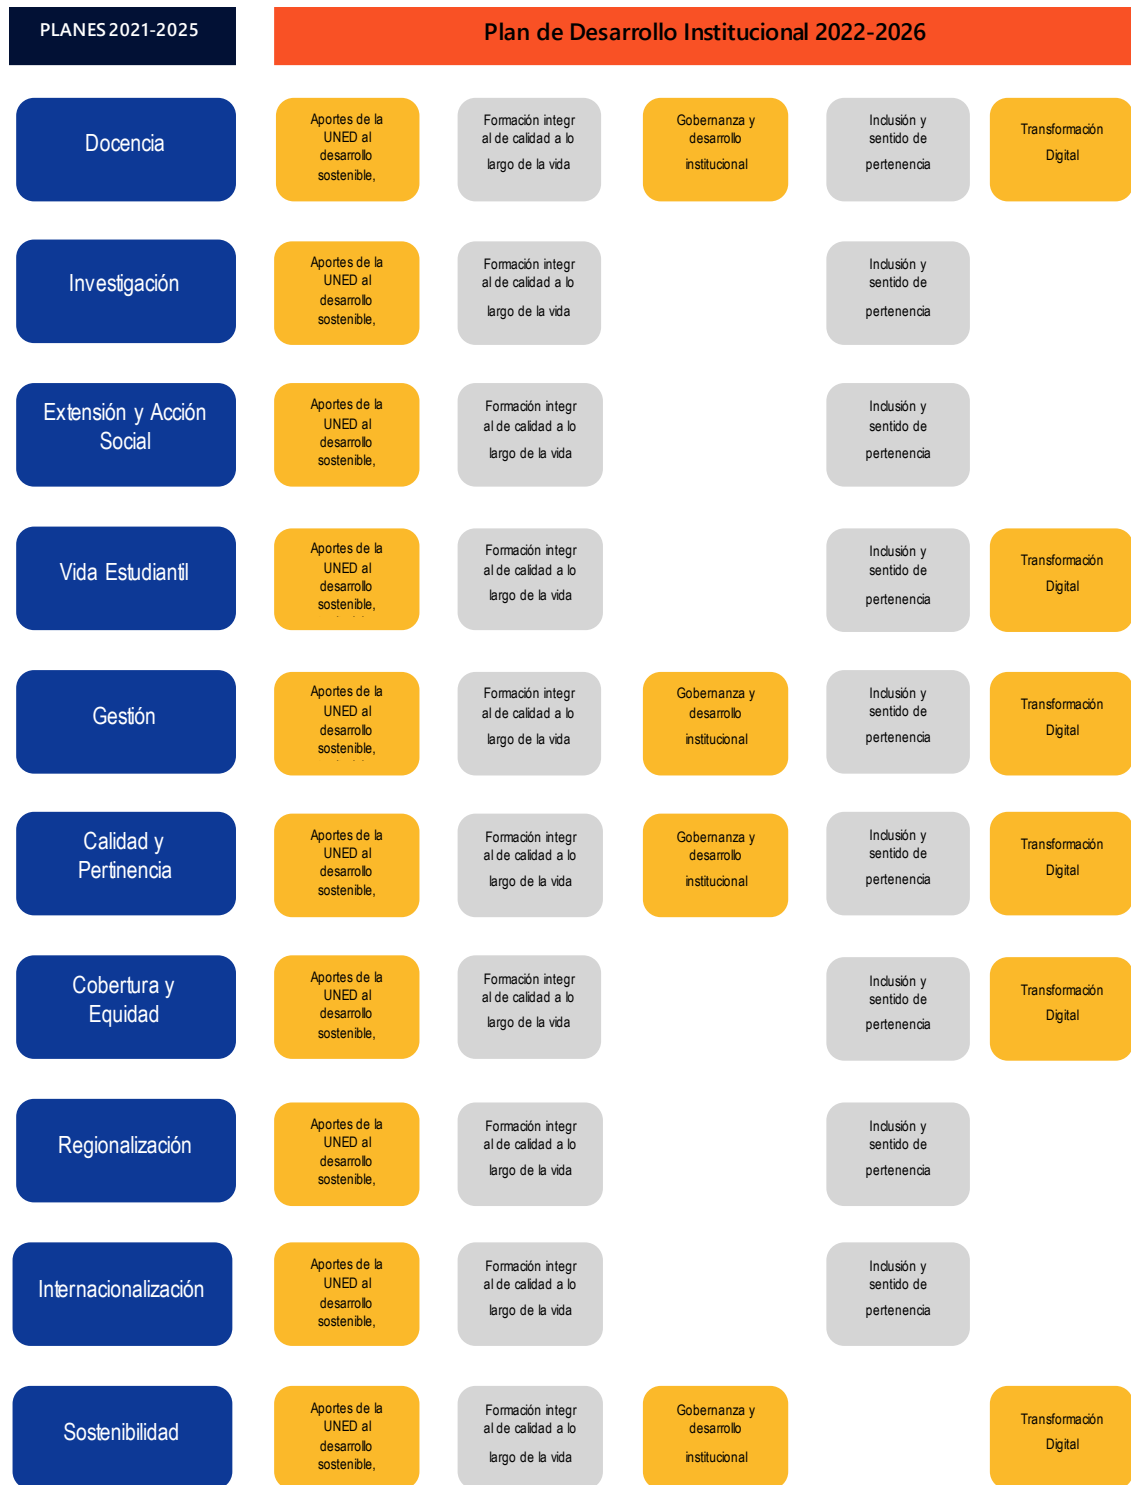 PLANES 2021-2025
Plan de Desarrollo Institucional 2022-2026
Docencia
Aportes de la
UNED al
desarrollo
sostenible,
Formación integr
al de calidad a lo
largo de la vida
Gobernanza y
desarrollo
institucional
Inclusión y
sentido de
pertenencia
Transformación
Digital
Investigación
Aportes de la
UNED al
desarrollo
sostenible,
Formación integr
al de calidad a lo
largo de la vida
Inclusión y
sentido de
pertenencia
Extensión y Acción
Social
Aportes de la
UNED al
desarrollo
sostenible,
Formación integr
al de calidad a lo
largo de la vida
Inclusión y
sentido de
pertenencia
Vida Estudiantil
Aportes de la
UNED al
desarrollo
sostenible,
Formación integr
al de calidad a lo
largo de la vida
Inclusión y
sentido de
pertenencia
Transformación
Digital
Gestión
Aportes de la
UNED al
desarrollo
sostenible,
Formación integr
al de calidad a lo
largo de la vida
Gobernanza y
desarrollo
institucional
Inclusión y
sentido de
pertenencia
Transformación
Digital
Calidad y
Pertinencia
Aportes de la
UNED al
desarrollo
sostenible,
Formación integr
al de calidad a lo
largo de la vida
Gobernanza y
desarrollo
institucional
Inclusión y
sentido de
pertenencia
Transformación
Digital
Cobertura y
Equidad
Aportes de la
UNED al
desarrollo
sostenible,
Formación integr
al de calidad a lo
largo de la vida
Inclusión y
sentido de
pertenencia
Transformación
Digital
Regionalización
Aportes de la
UNED al
desarrollo
sostenible,
Formación integr
al de calidad a lo
largo de la vida
Inclusión y
sentido de
pertenencia
Internacionalización
Aportes de la
UNED al
desarrollo
sostenible,
Formación integr
al de calidad a lo
largo de la vida
Inclusión y
sentido de
pertenencia
Sostenibilidad
Aportes de la
UNED al
desarrollo
sostenible,
Formación integr
al de calidad a lo
largo de la vida
Gobernanza y
desarrollo
institucional
Transformación
Digital